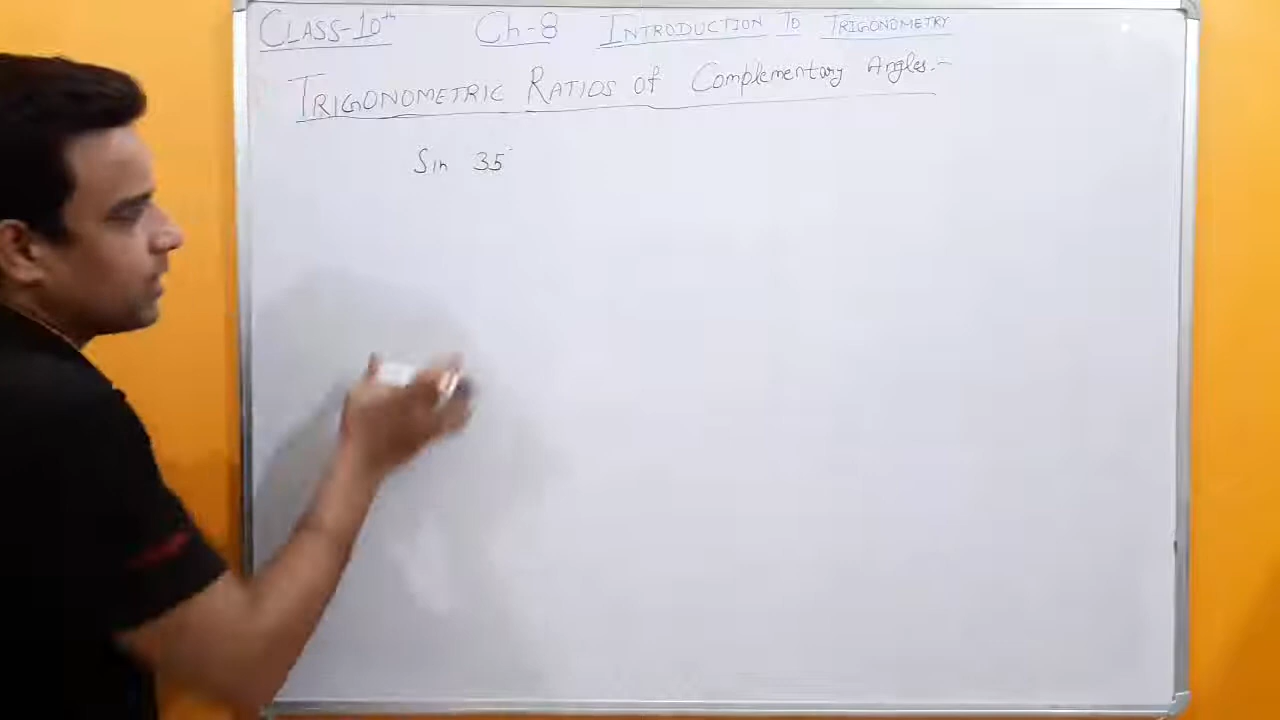 CLASS-10th Ch-8 INTRODUCTION TO TRIGONOMETRY
TRIGONOMETRIC RATIOS of Complementary Angles:-
Sin 35°